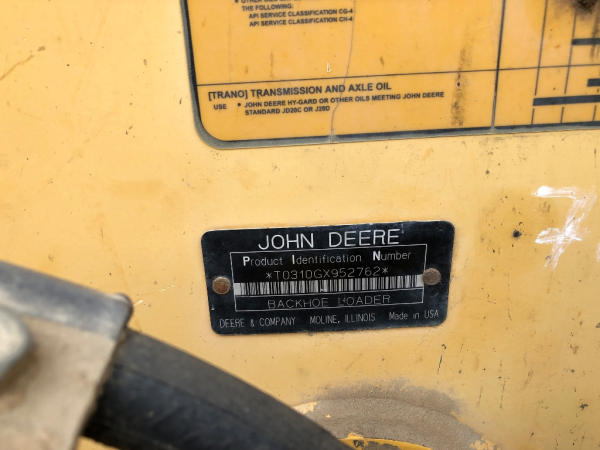 THE FOLLOWING:
API SERVICE CLASSIFICATION CG-4
API SERVICE CLASSIFICATION CH-4
[TRANO] TRANSMISSION AND AXLE OIL
USE * JOHN DEERE HY-GARD OR OTHER OILS MEETING JOHN DEERE
STANDARD JD20C OR J20D
JOHN DEERE
Product Identification Number
*T0310GX952762*
BACKHOE LOADER
DEERE & COMPANY MOLINE, ILLINOIS Made in USA
7